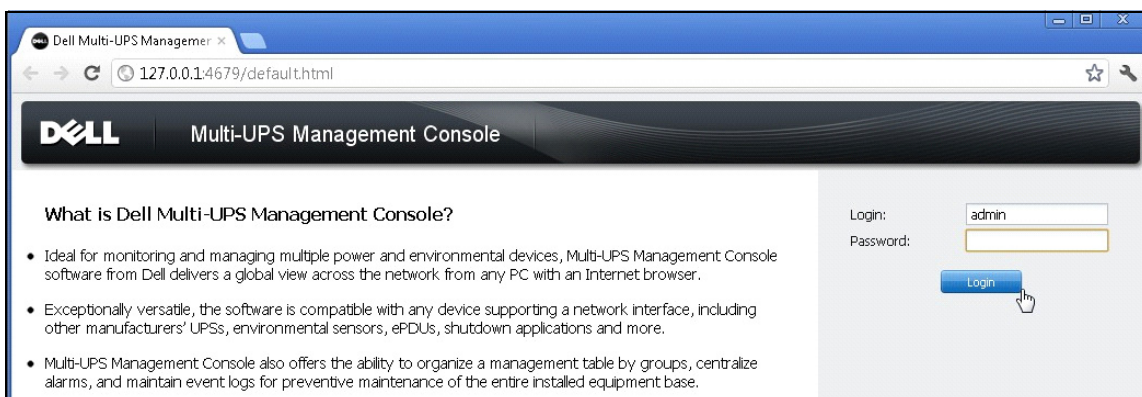 Dell Multi-UPS Managemer
127.0.0.1:4679/default.html
DELL
Multi-UPS Management Console
What is Dell Multi-UPS Management Console?
Login:
admin
Password:
Login
• Ideal for monitoring and managing multiple power and environmental devices, Multi-UPS Management Console
software from Dell delivers a global view across the network from any PC with an Internet browser.
• Exceptionally versatile, the software is compatible with any device supporting a network interface, including
other manufacturers' UPSs, environmental sensors, ePDUs, shutdown applications and more.
• Multi-UPS Management Console also offers the ability to organize a management table by groups, centralize
alarms, and maintain event logs for preventive maintenance of the entire installed equipment base.